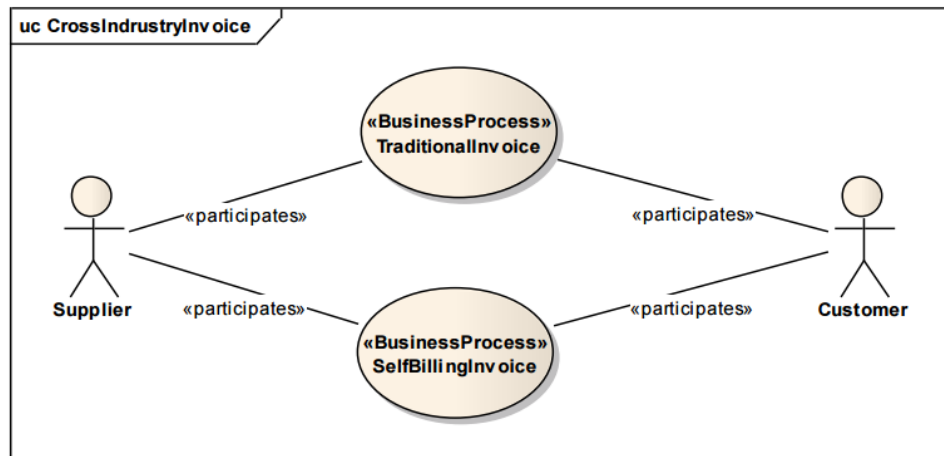 uc CrossIndrustryInvoice
«BusinessProcess»
TraditionalInvoice
«participates»
«participates»
Supplier
Customer
«participates»
«participates»
«BusinessProcess»
SelfBillingInvoice